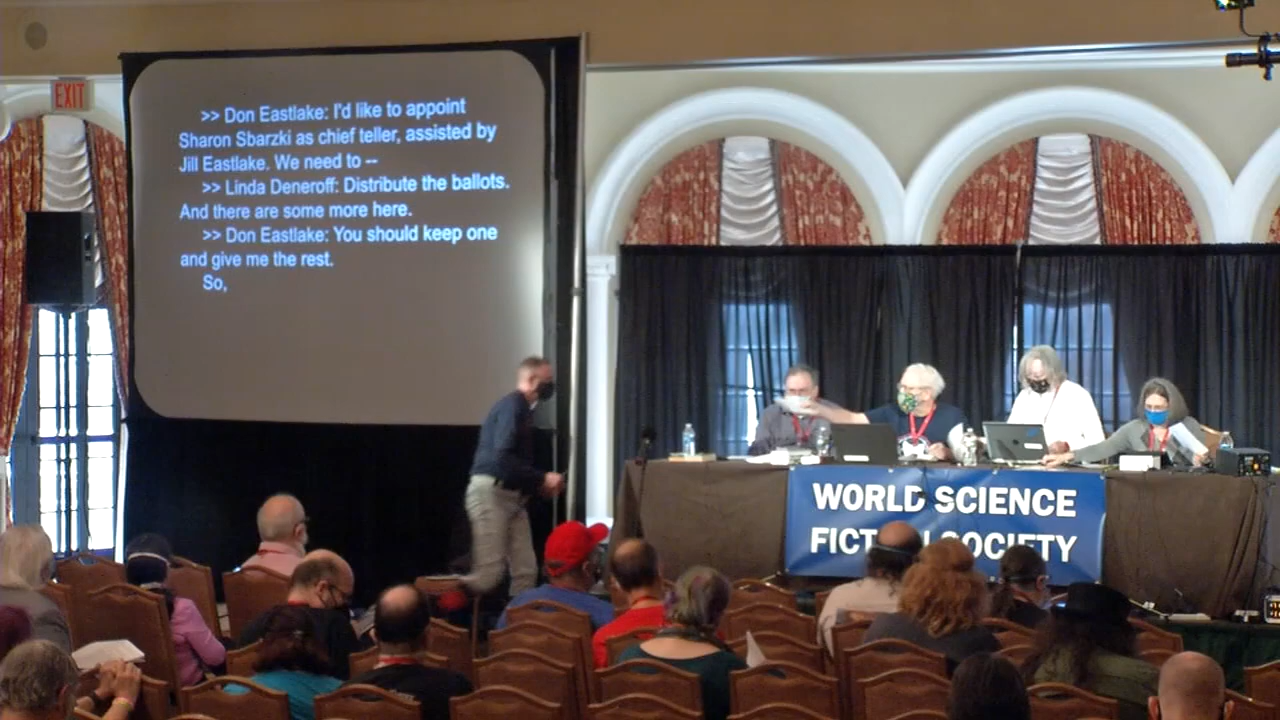 EXIT
>> Don Eastlake: I'd like to appoint
Sharon Sbarzki as chief teller, assisted by
Jill Eastlake. We need to --
>> Linda Deneroff: Distribute the ballots.
And there are some more here.
>> Don Eastlake: You should keep one
and give me the rest.
So,
WORLD SCIENCE
FICT N SOCIETY